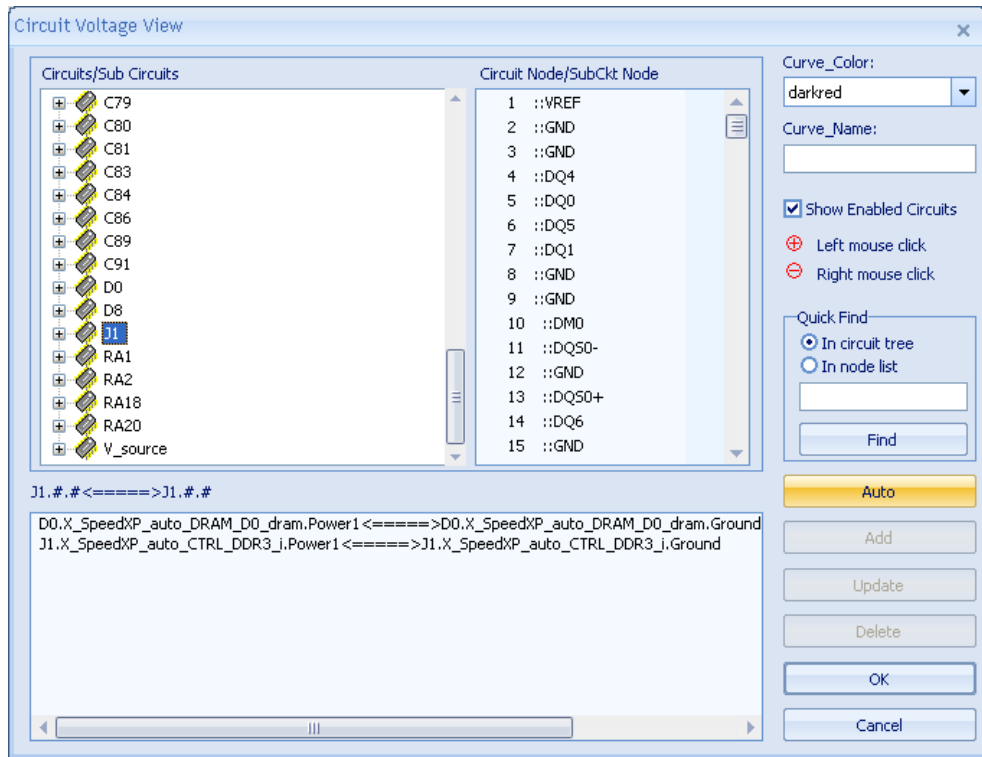 Circuit Voltage View
Circuits/Sub Circuits
C79
C80
C81
C83
C84
C86
C89
C91
D0
D8
J1
RA1
RA2
RA18
RA20
V_source
Circuit Node/SubCkt Node
1 ::VREF
2 ::GND
3 ::GND
4 ::DQ4
5 ::DQ0
6 ::DQ5
7 ::DQ1
8 ::GND
9 ::GND
10 ::DM0
11 ::DQS0-
12 ::GND
13 ::DQS0+
14 ::DQ6
15 ::GND
J1.#.#<=====>J1.#.#
D0.X_SpeedXP_auto_DRAM_D0_dram.Power1<=====>D0.X_SpeedXP_auto_DRAM_D0_dram.Ground
J1.X_SpeedXP_auto_CTRL_DDR3_i.Power1<=====>J1.X_SpeedXP_auto_CTRL_DDR3_i.Ground
Curve_Color:
darkred
Curve_Name:
Show Enabled Circuits
Left mouse click
Right mouse click
Quick Find
In circuit tree
In node list
Find
Auto
Add
Update
Delete
OK
Cancel